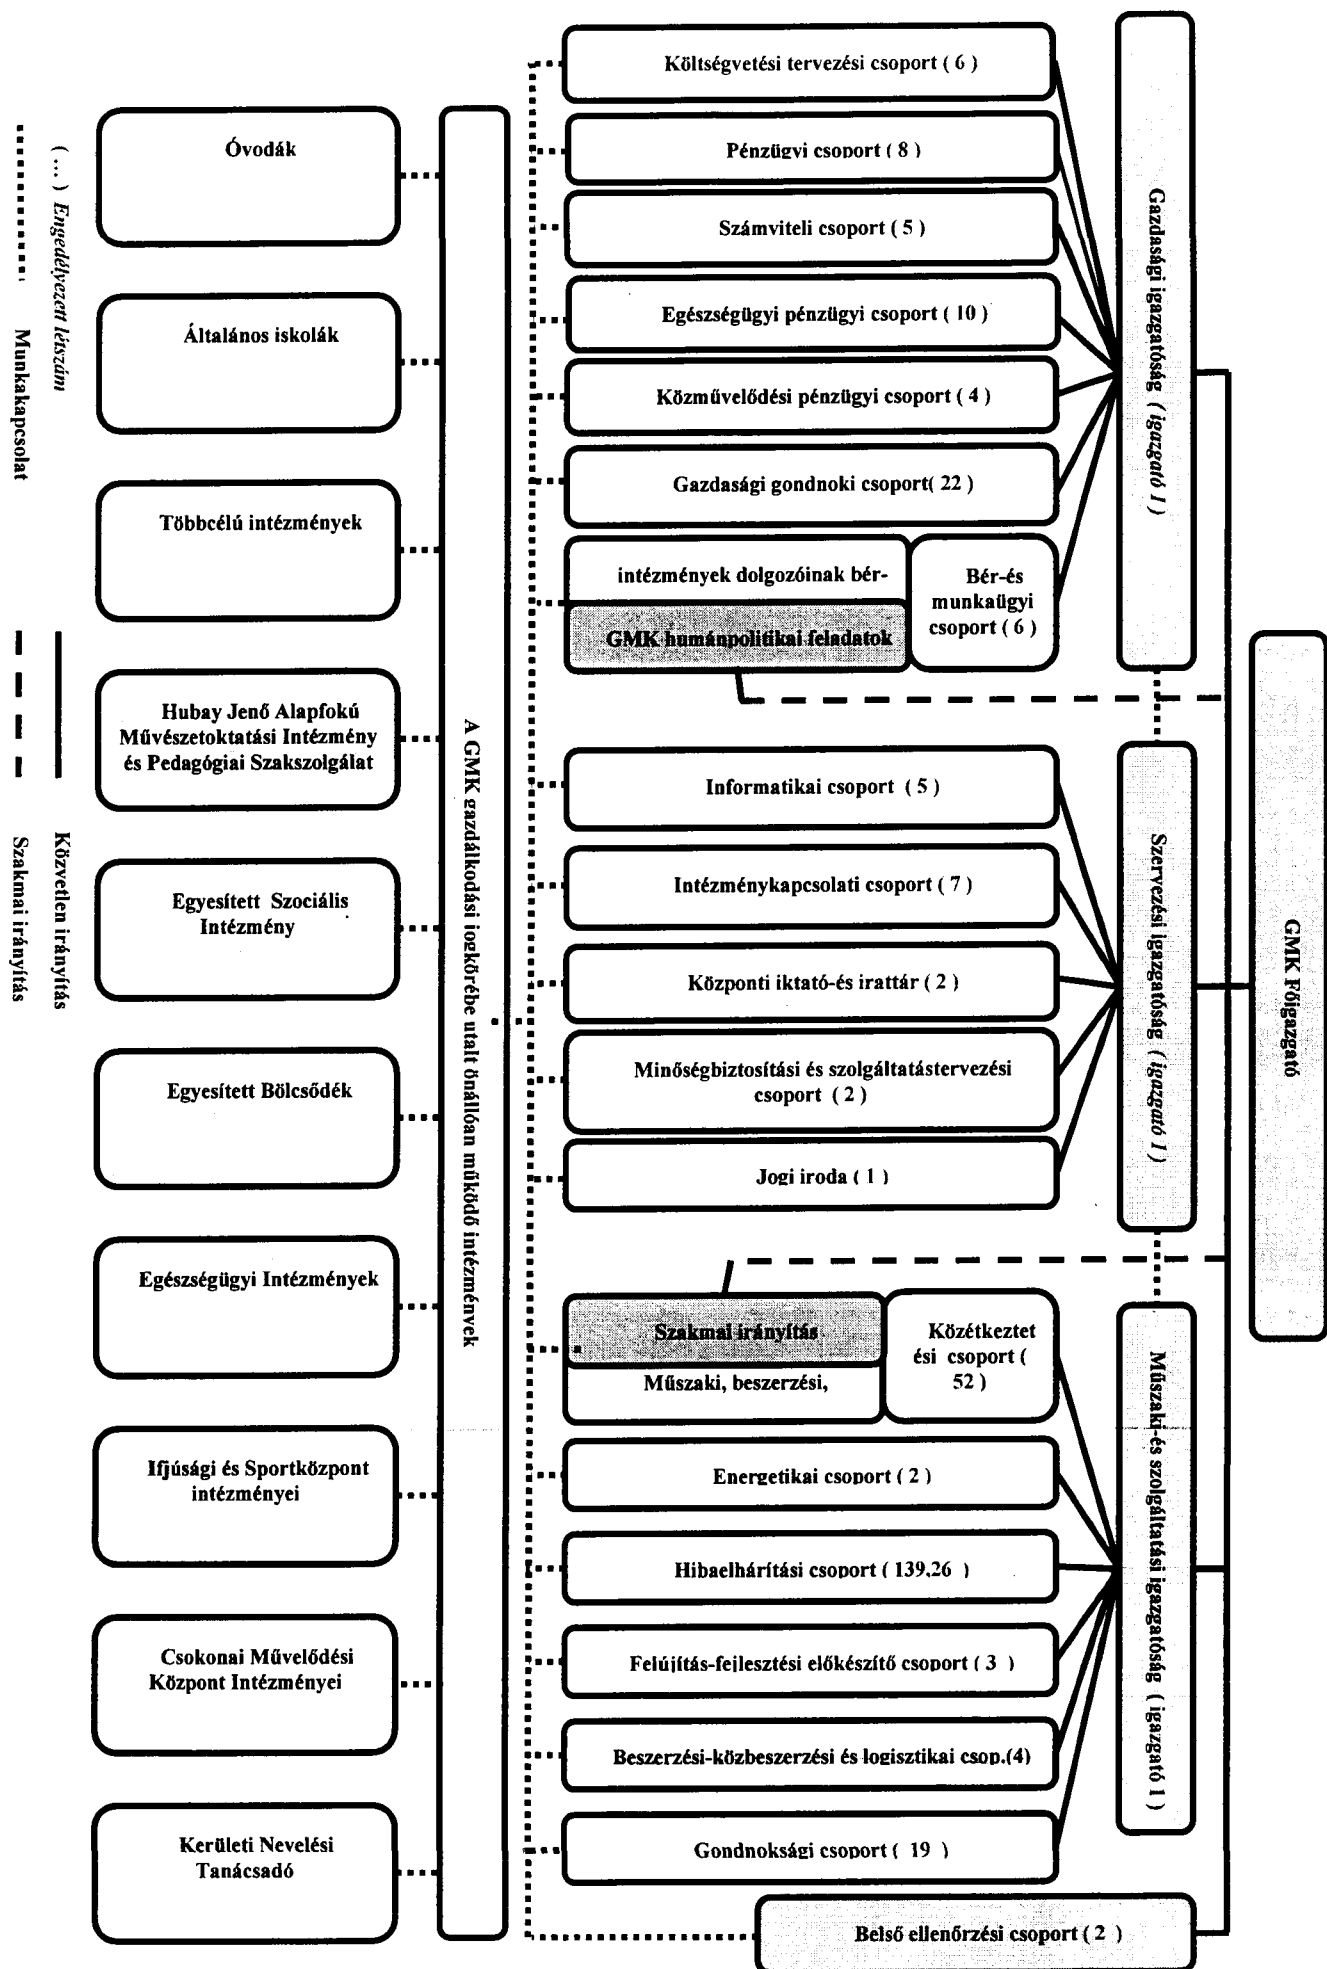 GMK Főigazgató
Gazdasági igazgatóság ( igazgató 1 )
Szervezési igazgatóság ( igazgató 1 )
Műszaki-és szolgáltatási igazgatóság ( igazgató 1 )
Költségvetési tervezési csoport ( 6 )
Pénzügyi csoport ( 8 )
Számviteli csoport ( 5 )
Egészségügyi pénzügyi csoport ( 10 )
Közművelődési pénzügyi csoport ( 4 )
Gazdasági gondnoki csoport( 22 )
intézmények dolgozóinak bér-
GMK humánpolitikai feladatok
Bér-és
munkaügyi
csoport ( 6 )
Informatikai csoport ( 5 )
Intézménykapcsolati csoport ( 7 )
Központi iktató-és irattár ( 2 )
Minőségbiztosítási és szolgáltatástervezési
csoport ( 2 )
Jogi iroda ( 1 )
Szakmai irányítás
Műszaki, beszerzési,
Közétkeztet
ési csoport (
52 )
Energetikai csoport ( 2 )
Hibaelhárítási csoport ( 139,26 )
Felújítás-fejlesztési előkészítő csoport ( 3 )
Beszerzési-közbeszerzési és logisztikai csop.(4)
Gondnoksági csoport ( 19 )
Belső ellenőrzési csoport ( 2 )
A GMK gazdálkodási jogkörébe utalt önállóan működő intézmények
Óvodák
Általános iskolák
Többcélú intézmények
Hubay Jenő Alapfokú
Művészetoktatási Intézmény
és Pedagógiai Szakszolgálat
Egyesített Szociális
Intézmény
Egyesített Bölcsődék
Egészségügyi Intézmények
Ifjúsági és Sportközpont
intézményei
Csokonai Művelődési
Központ Intézményei
Kerületi Nevelési
Tanácsadó
( ... ) Engedélyezett létszám
Közvetlen irányítás
Munkakapcsolat
Szakmai irányítás